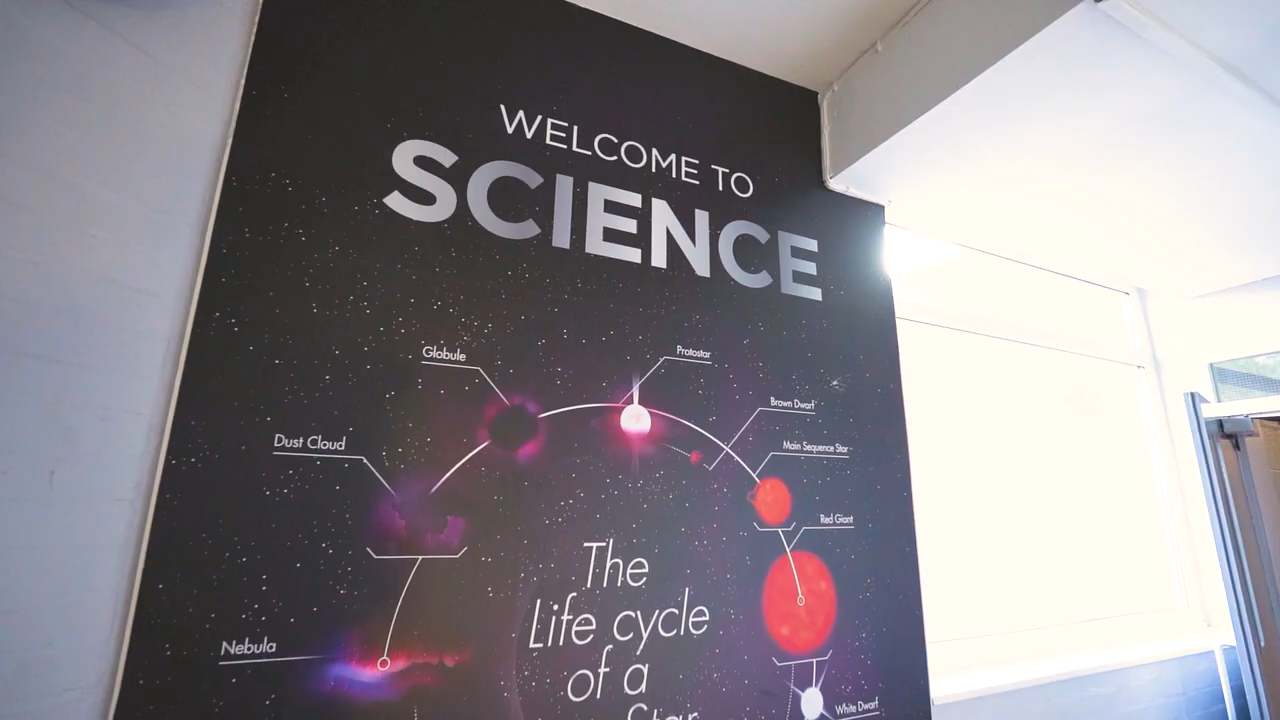 WELCOME TO
SCIENCE
Globule
Protostar
Brown Dwarf
Dust Cloud
Main Sequence Star
Red Giant
The
Life cycle
of a
Star
Nebula
White Dwarf